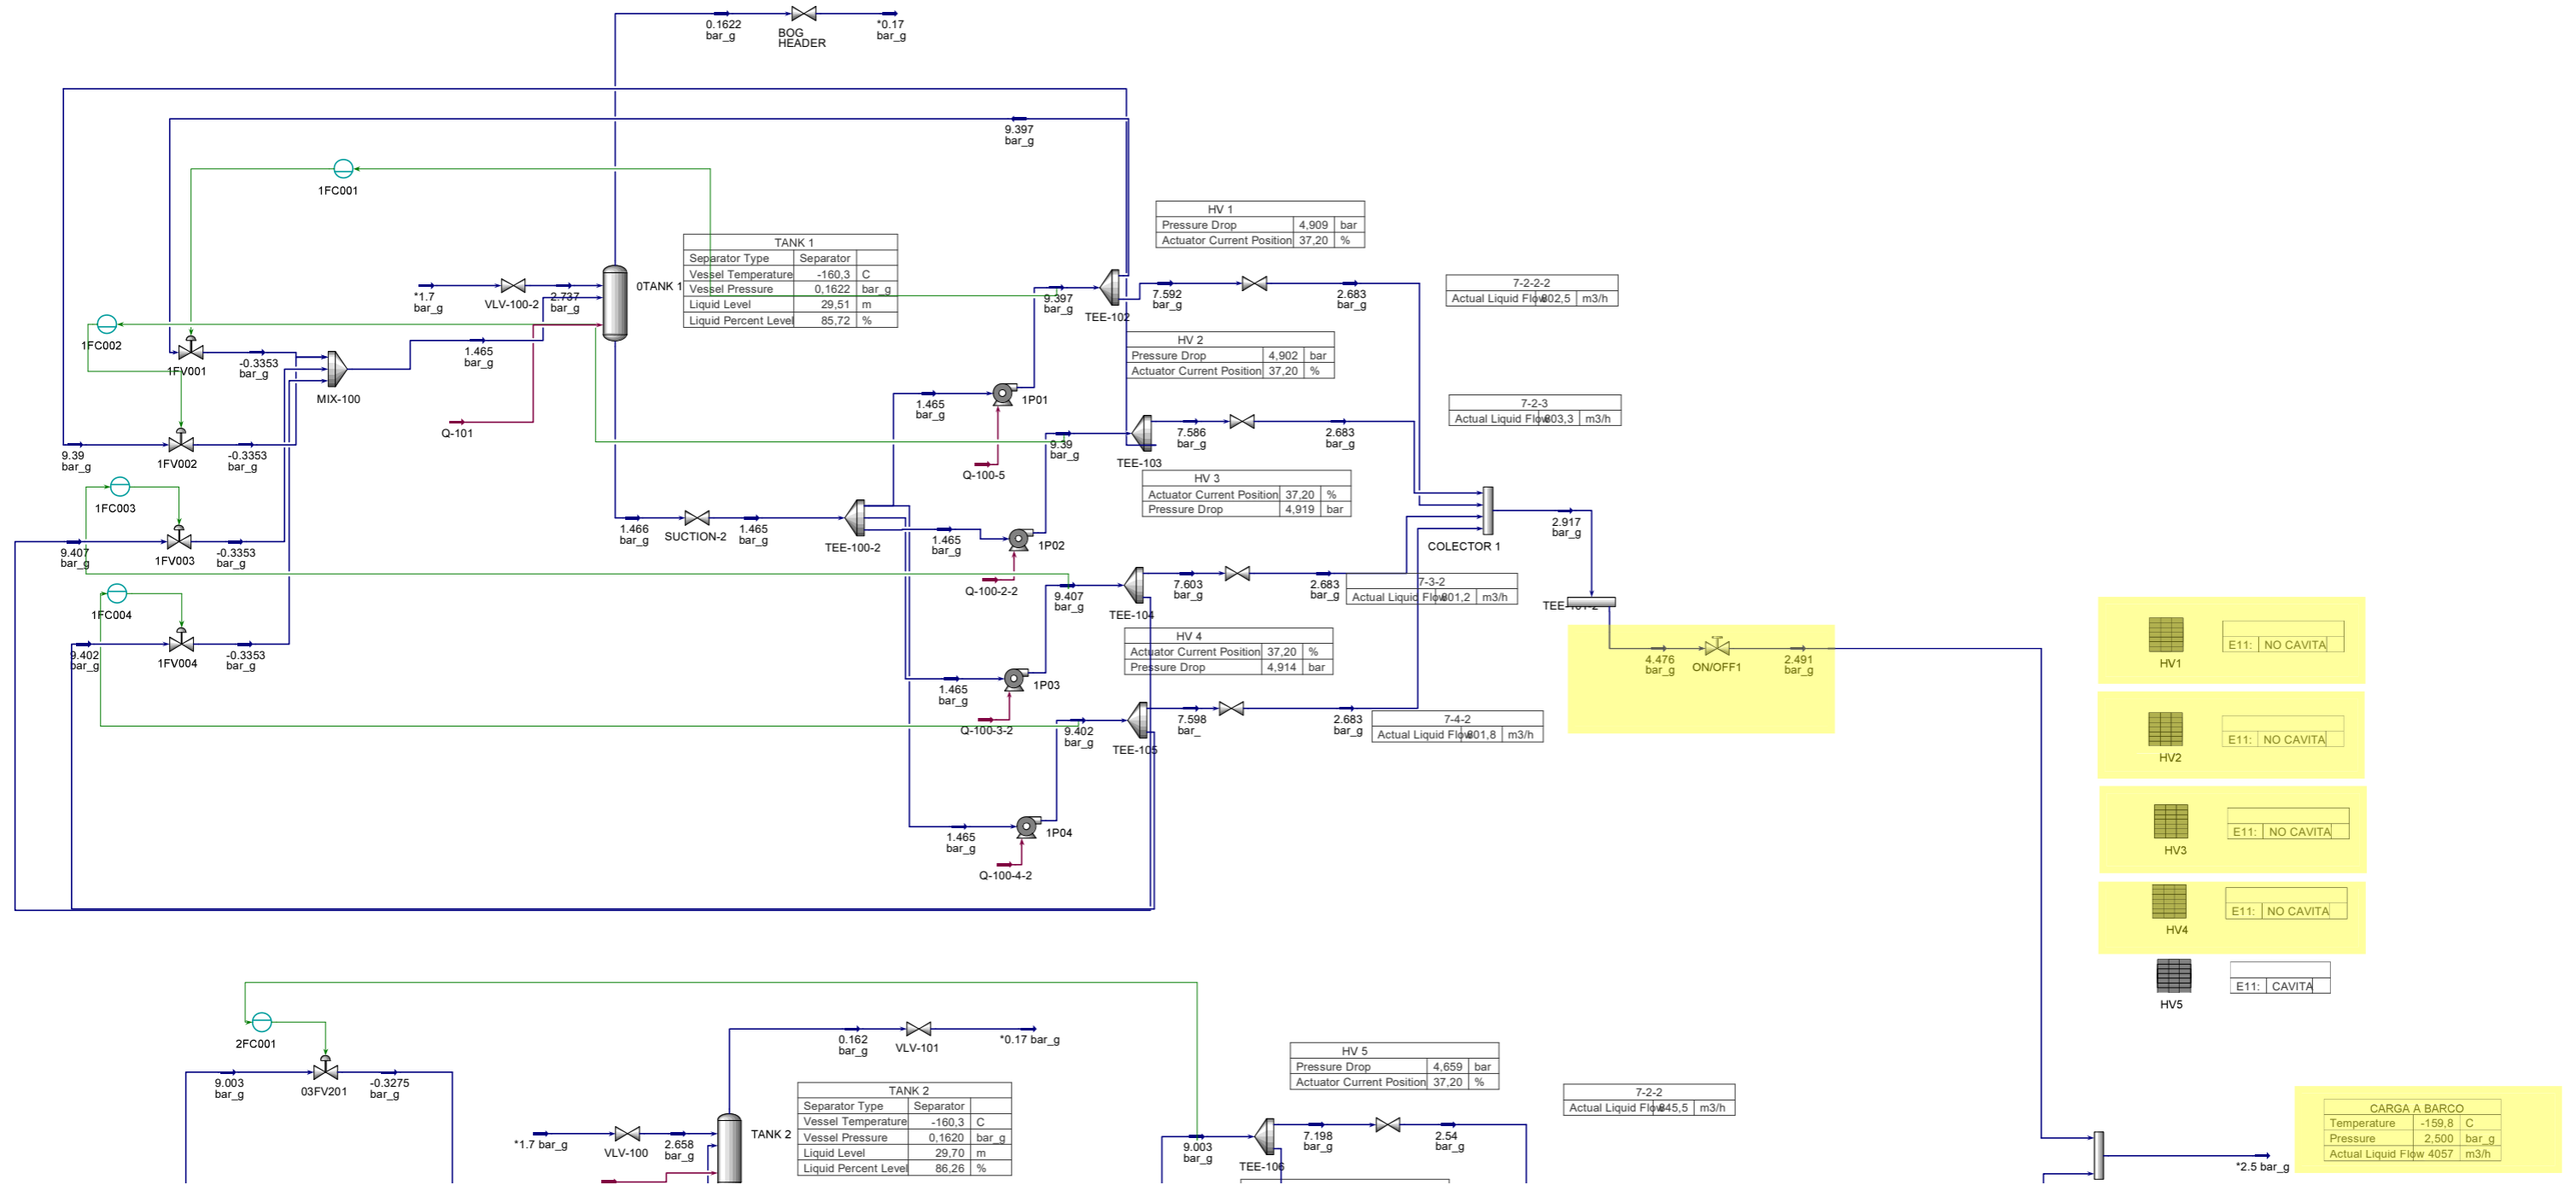 0.1622
bar_g
BOG
HEADER
*0.17
bar_g
9.397
bar_g
1FC001
HV 1
Pressure Drop 4,909 bar
Actuator Current Position 37,20 %
TANK 1
Separator Type Separator
Vessel Temperature -160,3 C
Vessel Pressure 0,1622 bar_g
Liquid Level 29,51 m
Liquid Percent Level 85,72 %
0TANK 1
*1.7
bar_g
VLV-100-2
2.737
bar_g
9.397
bar_g
TEE-102
7.592
bar_g
2.683
bar_g
7-2-2-2
Actual Liquid Flow 802,5 m3/h
1FC002
1FV001
-0.3353
bar_g
MIX-100
1.465
bar_g
HV 2
Pressure Drop 4,902 bar
Actuator Current Position 37,20 %
1.465
bar_g
1P01
7-2-3
Actual Liquid Flow 803,3 m3/h
Q-101
9.39
bar_g
1FV002
-0.3353
bar_g
Q-100-5
9.39
bar_g
TEE-103
7.586
bar_g
2.683
bar_g
HV 3
Actuator Current Position 37,20 %
Pressure Drop 4,919 bar
1FC003
1.466
bar_g
SUCTION-2
1.465
bar_g
TEE-100-2
1.465
bar_g
1P02
COLECTOR 1
2.917
bar_g
9.407
bar_g
1FV003
-0.3353
bar_g
Q-100-2-2
9.407
bar_g
TEE-104
7.603
bar_g
2.683
bar_g
7-3-2
Actual Liquid Flow 801,2 m3/h
1FC004
HV 4
Actuator Current Position 37,20 %
Pressure Drop 4,914 bar
9.402
bar_g
1FV004
-0.3353
bar_g
1.465
bar_g
1P03
Q-100-3-2
9.402
bar_g
TEE-105
7.598
bar_
2.683
bar_g
7-4-2
Actual Liquid Flow 801,8 m3/h
4.476
bar_g
ON/OFF1
2.491
bar_g
HV1
E11: NO CAVITA
HV2
E11: NO CAVITA
HV3
E11: NO CAVITA
HV4
E11: NO CAVITA
HV5
E11: CAVITA
1.465
bar_g
1P04
Q-100-4-2
2FC001
9.003
bar_g
03FV201
-0.3275
bar_g
0.162
bar_g
VLV-101
*0.17 bar_g
TANK 2
Separator Type Separator
Vessel Temperature -160,3 C
Vessel Pressure 0,1620 bar_g
Liquid Level 29,70 m
Liquid Percent Level 86,26 %
*1.7 bar_g
VLV-100
2.658
bar_g
TANK 2
HV 5
Pressure Drop 4,659 bar
Actuator Current Position 37,20 %
9.003
bar_g
TEE-106
7.198
bar_g
2.54
bar_g
7-2-2
Actual Liquid Flow 845,5 m3/h
*2.5 bar_g
CARGA A BARCO
Temperature -159,8 C
Pressure 2,500 bar_g
Actual Liquid Flow 4057 m3/h